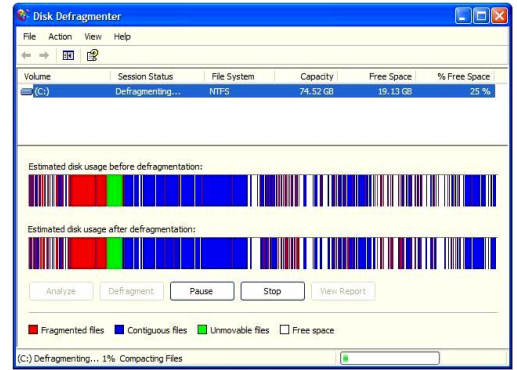 Disk Defragmenter
File Action View Help
Volume Session Status File System Capacity Free Space % Free Space
(C:) Defragmenting... NTFS 74.52 GB 19.13 GB 25 %
Estimated disk usage before defragmentation:
Estimated disk usage after defragmentation:
Analyze Defragment Pause Stop View Report
Fragmented files Contiguous files Unmovable files Free space
(C:) Defragmenting... 1% Compacting Files